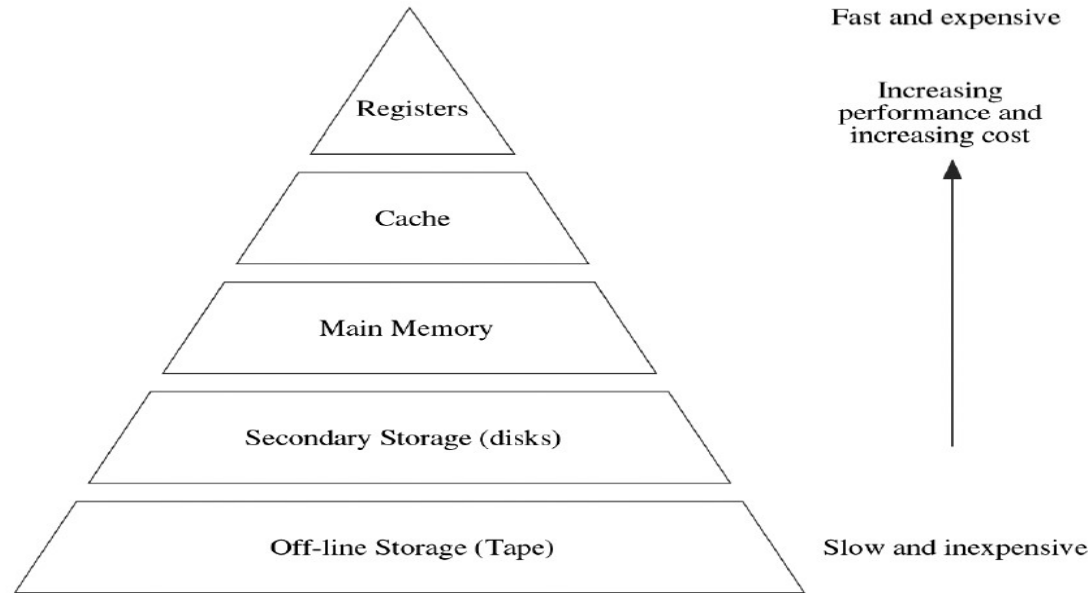 Fast and expensive
Increasing
performance and
increasing cost
Registers
Cache
Main Memory
Secondary Storage (disks)
Off-line Storage (Tape)
Slow and inexpensive